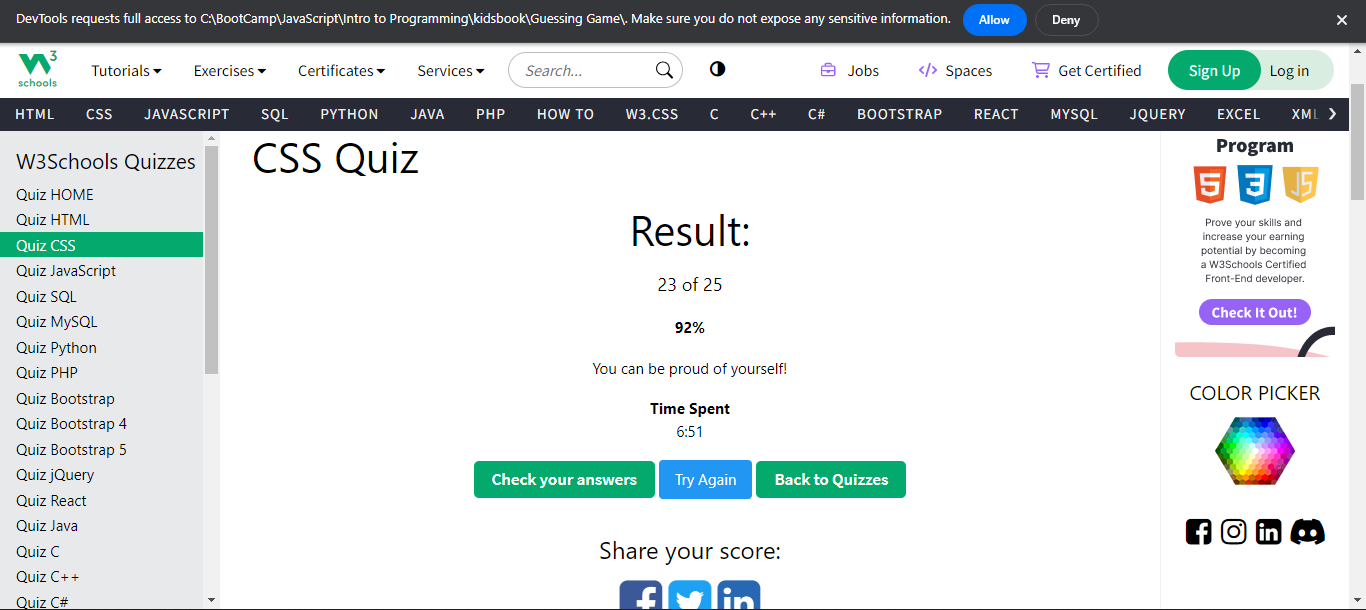 DevTools requests full access to C:\BootCamp\JavaScript\Intro to Programming\kidsbook\Guessing Game\. Make sure you do not expose any sensitive information.
Allow
Deny
W3
schools
Tutorials
Exercises
Certificates
Services
Search...
Jobs
Spaces
Get Certified
Sign Up
Log in
HTML
CSS
JAVASCRIPT
SQL
PYTHON
JAVA
PHP
HOW TO
W3.CSS
C
C++
C#
BOOTSTRAP
REACT
MYSQL
JQUERY
EXCEL
XML
W3Schools Quizzes
Quiz HOME
Quiz HTML
Quiz CSS
Quiz JavaScript
Quiz SQL
Quiz MySQL
Quiz Python
Quiz PHP
Quiz Bootstrap
Quiz Bootstrap 4
Quiz Bootstrap 5
Quiz jQuery
Quiz React
Quiz Java
Quiz C
Quiz C++
Quiz C#
CSS Quiz
Result:
23 of 25
92%
You can be proud of yourself!
Time Spent
6:51
Check your answers
Try Again
Back to Quizzes
Share your score:
Program
5
3
JS
Prove your skills and
increase your earning
potential by becoming
a W3Schools Certified
Front-End developer.
Check It Out!
COLOR PICKER